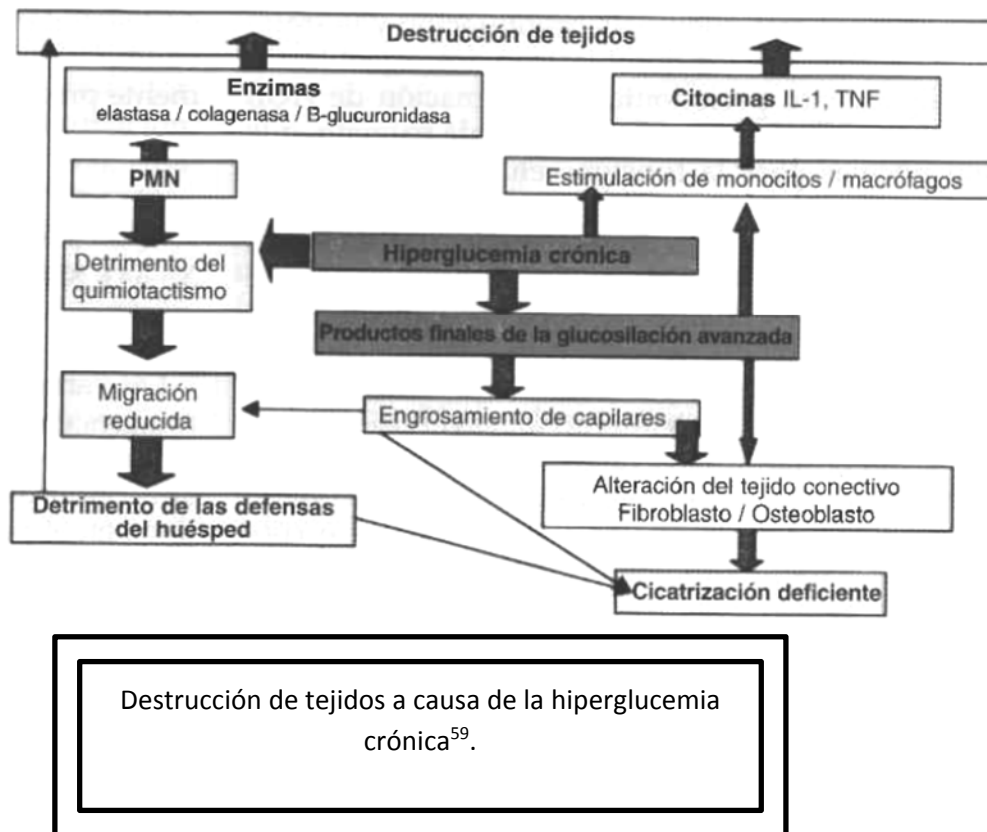 Destrucción de tejidos
Enzimas
elastasa / colagenasa / B-glucuronidasa
Citocinas IL-1, TNF
PMN
Estimulación de monocitos / macrófagos
Hiperglucemia crónica
Detrimento del
quimiotactismo
Productos finales de la glucosilación avanzada
Migración
reducida
Engrosamiento de capilares
Alteración del tejido conectivo
Fibroblasto / Osteoblasto
Detrimento de las defensas
del huésped
Cicatrización deficiente
Destrucción de tejidos a causa de la hiperglucemia
crónica⁵⁹.